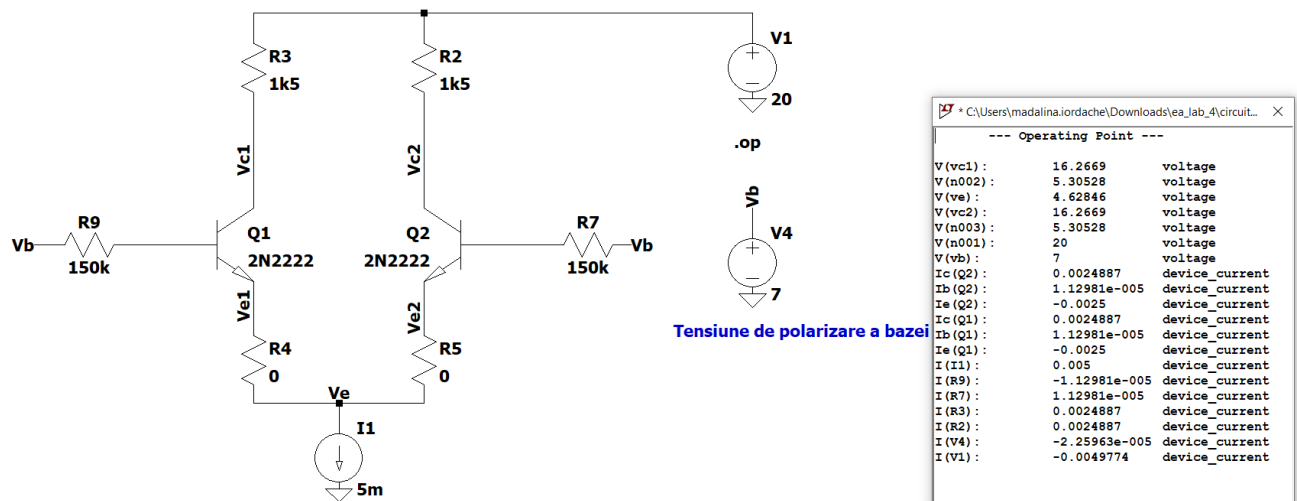 R3
1k5
R2
1k5
V1
20
.op
Vc1
Vc2
Vb
R9
150k
Vb
Q1
2N2222
Q2
2N2222
R7
150k
Vb
V4
7
Tensiune de polarizare a bazei
Ve1
Ve2
R4
0
R5
0
Ve
I1
5m
* C:\Users\madalina.iordache\Downloads\ea_lab_4\circuit...
--- Operating Point ---
V(vc1): 16.2669 voltage
V(n002): 5.30528 voltage
V(ve): 4.62846 voltage
V(vc2): 16.2669 voltage
V(n003): 5.30528 voltage
V(n001): 20 voltage
V(vb): 7 voltage
Ic(Q2): 0.0024887 device_current
Ib(Q2): 1.12981e-005 device_current
Ie(Q2): -0.0025 device_current
Ic(Q1): 0.0024887 device_current
Ib(Q1): 1.12981e-005 device_current
Ie(Q1): -0.0025 device_current
I(I1): 0.005 device_current
I(R9): -1.12981e-005 device_current
I(R7): 1.12981e-005 device_current
I(R3): 0.0024887 device_current
I(R2): 0.0024887 device_current
I(V4): -2.25963e-005 device_current
I(V1): -0.0049774 device_current